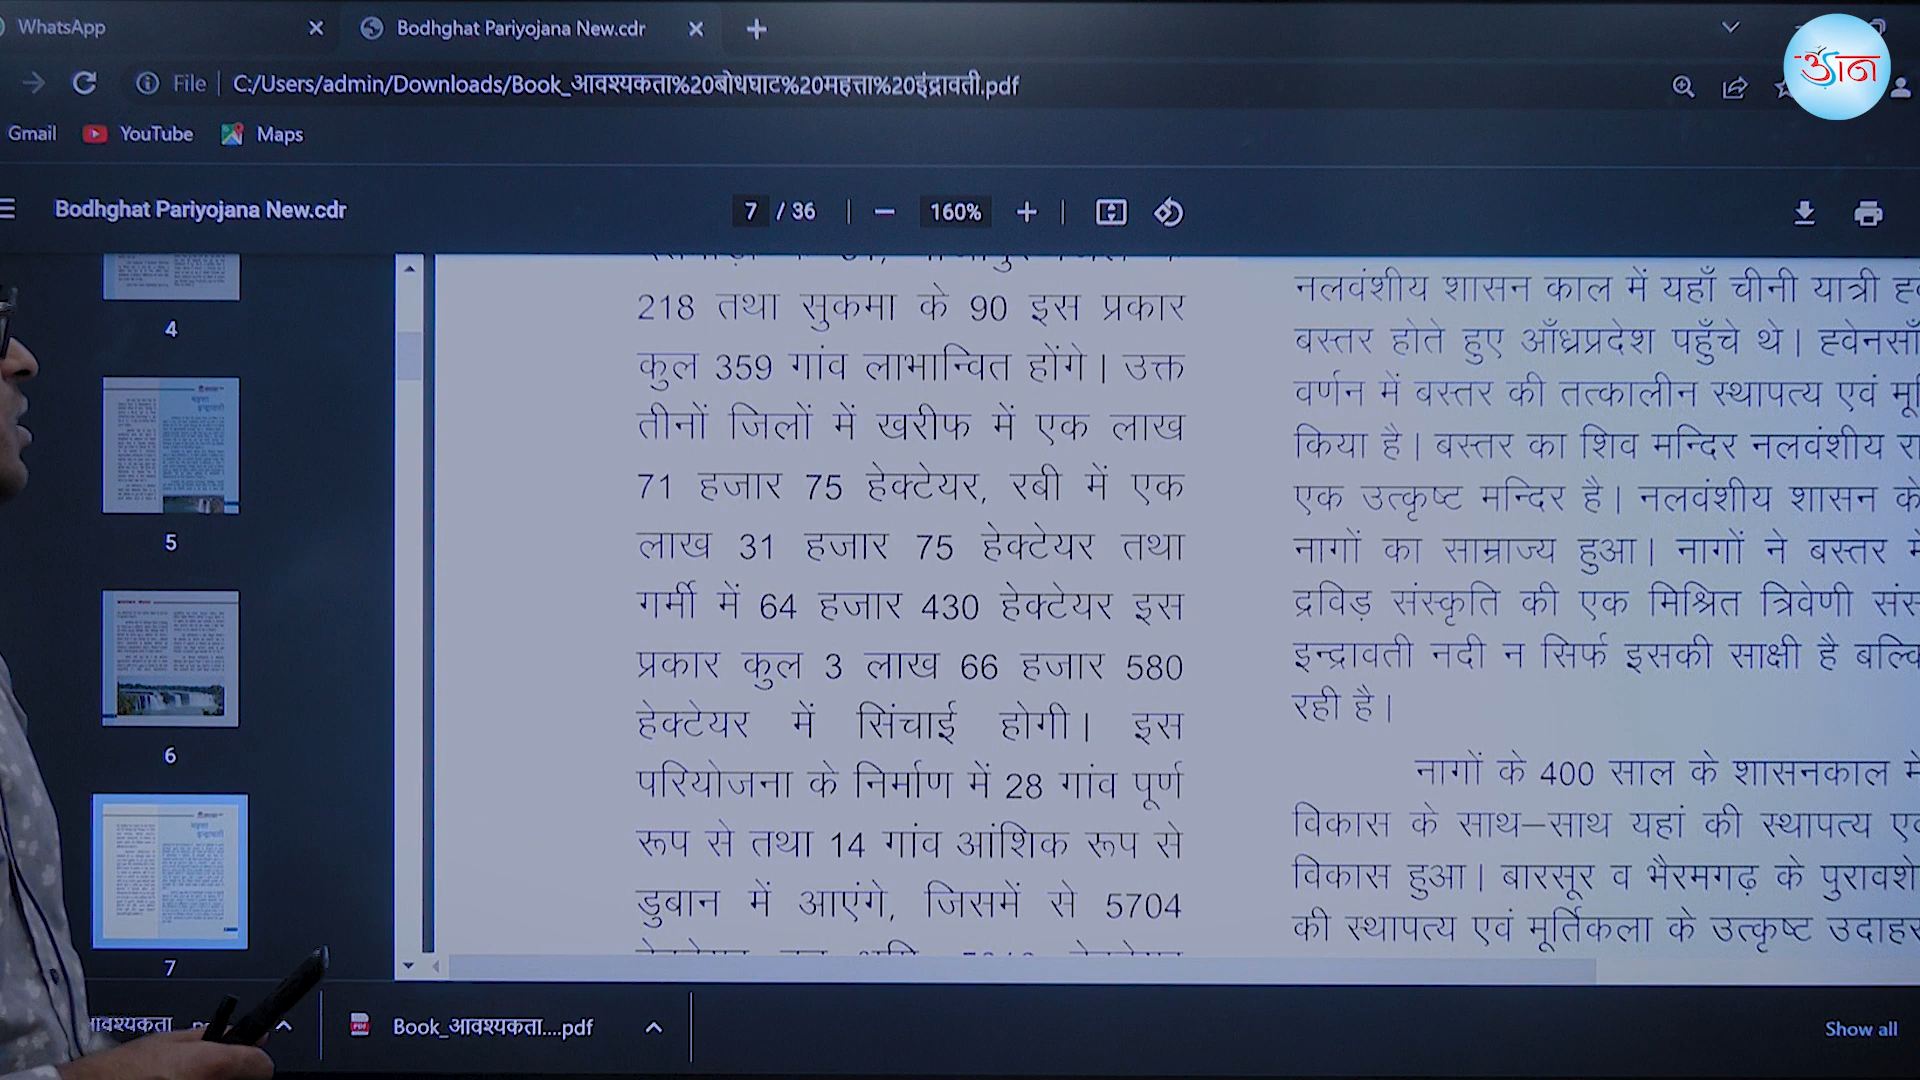 WhatsApp
Bodhghat Pariyojana New.cdr
उड़ान
File
C:/Users/admin/Downloads/Book_आवश्यकता%20बोधघाट%20महत्ता%20इंद्रावती.pdf
Gmail
YouTube
Maps
Bodhghat Pariyojana New.cdr
7 / 36
160%
4
5
6
7
218 तथा सुकमा के 90 इस प्रकार
कुल 359 गांव लाभान्वित होंगे। उक्त
तीनों जिलों में खरीफ में एक लाख
71 हजार 75 हेक्टेयर, रबी में एक
लाख 31 हजार 75 हेक्टेयर तथा
गर्मी में 64 हजार 430 हेक्टेयर इस
प्रकार कुल 3 लाख 66 हजार 580
हेक्टेयर में सिंचाई होगी। इस
परियोजना के निर्माण में 28 गांव पूर्ण
रूप से तथा 14 गांव आंशिक रूप से
डुबान में आएंगे, जिसमें से 5704
नलवंशीय शासन काल में यहाँ चीनी यात्री
बस्तर होते हुए आँध्रप्रदेश पहुँचे थे।
वर्णन में बस्तर की तत्कालीन स्थापत्य एवं
किया है। बस्तर का शिव मन्दिर नलवंशीय
एक उत्कृष्ट मन्दिर है। नलवंशीय शासन के
नागों का साम्राज्य हुआ। नागों ने बस्तर
द्रविड़ संस्कृति की एक मिश्रित त्रिवेणी
इन्द्रावती नदी न सिर्फ इसकी साक्षी है
रही है।
नागों के 400 साल के शासनकाल में
विकास के साथ–साथ यहां की स्थापत्य
विकास हुआ। बारसूर व भैरमगढ़ के
की स्थापत्य एवं मूर्तिकला के उत्कृष्ट
Book_आवश्यकता....pdf
Show all